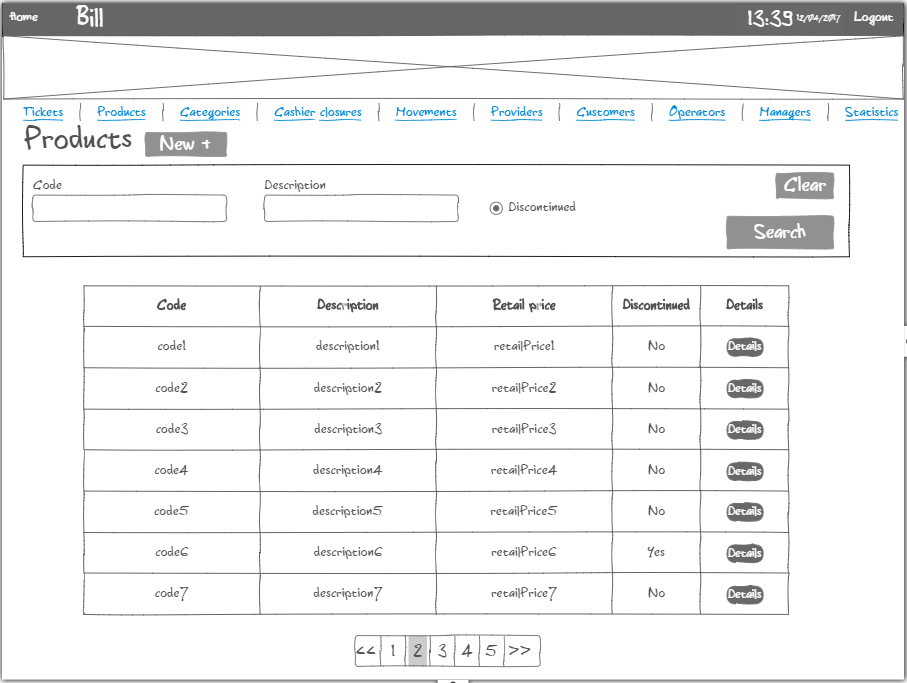 Home Bill 13:39 12/04/2017 Logout
Tickets | Products | Categories | Cashier closures | Movements | Providers | Customers | Operators | Managers | Statistics
Products New +
Code Description Clear
Discontinued
Search
Code Description Retail price Discontinued Details
code1 description1 retailPrice1 No Details
code2 description2 retailPrice2 No Details
code3 description3 retailPrice3 No Details
code4 description4 retailPrice4 No Details
code5 description5 retailPrice5 No Details
code6 description6 retailPrice6 Yes Details
code7 description7 retailPrice7 No Details
<< 1 2 3 4 5 >>